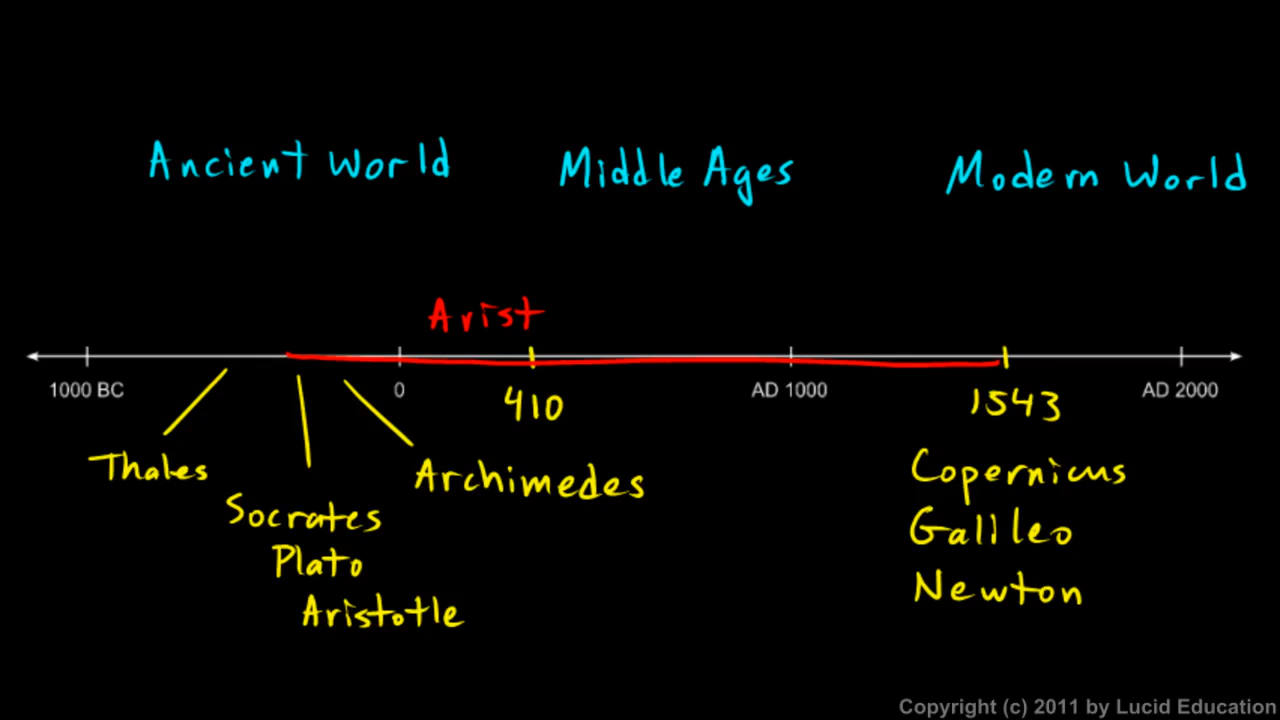 Ancient World
Middle Ages
Modern World
Arist
1000 BC
0
410
AD 1000
1543
AD 2000
Thales
Socrates
Plato
Aristotle
Archimedes
Copernicus
Galileo
Newton
Copyright (c) 2011 by Lucid Education